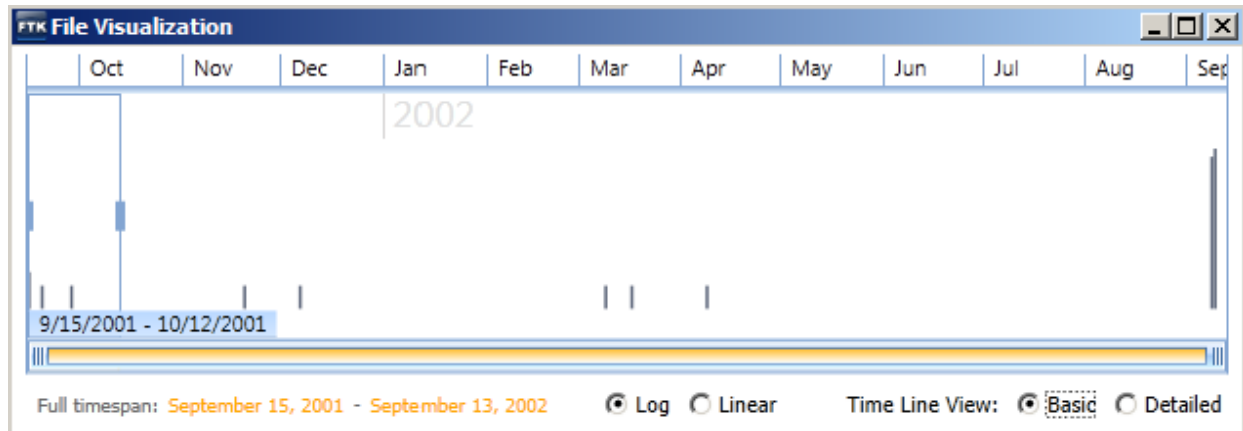 FTK File Visualization
Oct Nov Dec Jan Feb Mar Apr May Jun Jul Aug Sep
2002
9/15/2001 - 10/12/2001
Full timespan: September 15, 2001 - September 13, 2002 Log Linear Time Line View: Basic Detailed